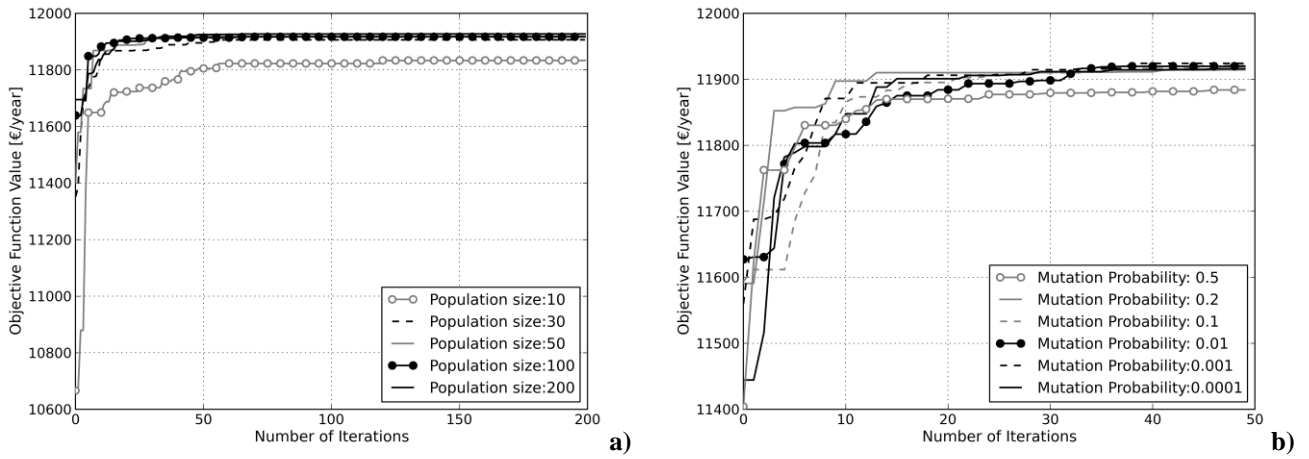 12000
11800
11600
11400
11200
11000
10800
10600
Objective Function Value [€/year]
0
50
100
150
200
Number of Iterations
Population size:10
Population size:30
Population size:50
Population size:100
Population size:200
a)
12000
11900
11800
11700
11600
11500
11400
Objective Function Value [€/year]
0
10
20
30
40
50
Number of Iterations
Mutation Probability: 0.5
Mutation Probability: 0.2
Mutation Probability: 0.1
Mutation Probability: 0.01
Mutation Probability:0.001
Mutation Probability:0.0001
b)